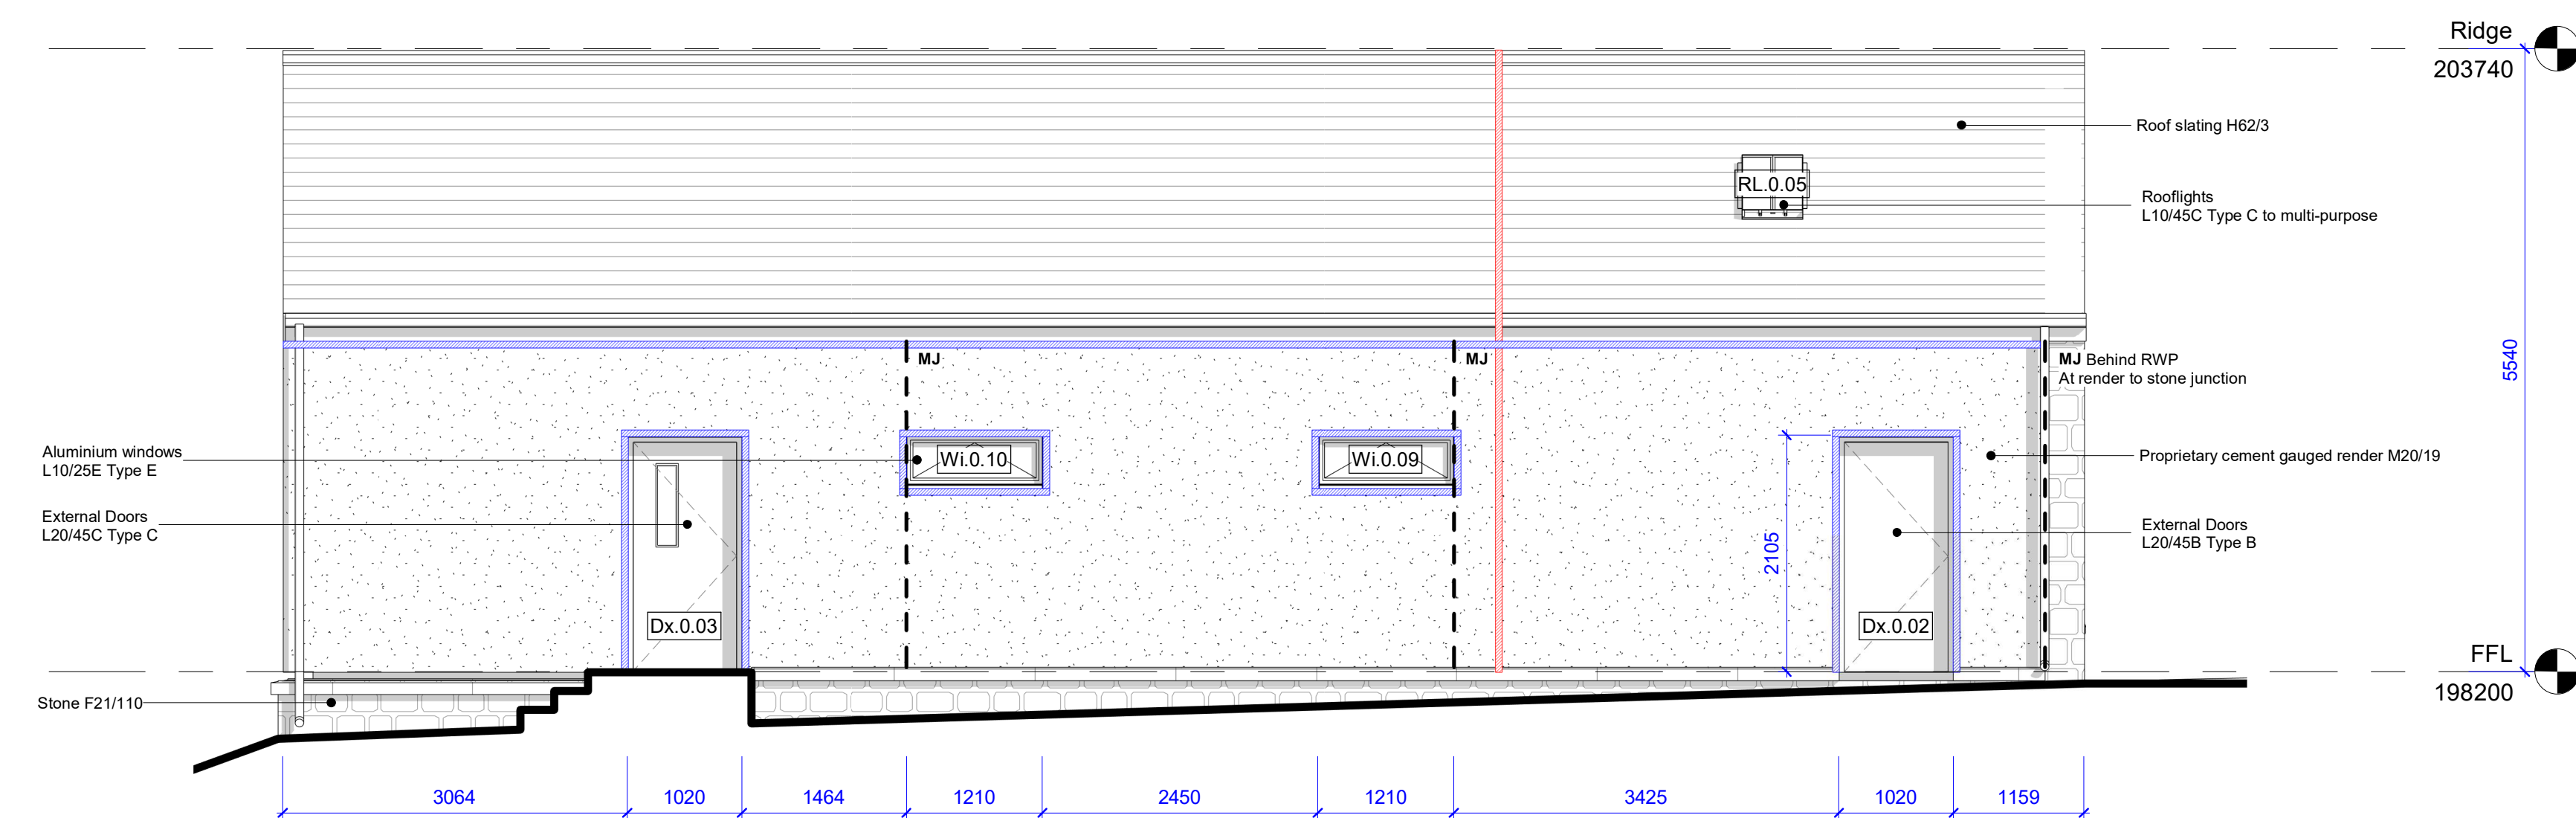 Ridge
203740
Roof slating H62/3
RL.0.05
Rooflights
L10/45C Type C to multi-purpose
5540
MJ
MJ
MJ Behind RWP
At render to stone junction
Aluminium windows
L10/25E Type E
Wi.0.10
Wi.0.09
Proprietary cement gauged render M20/19
External Doors
L20/45C Type C
External Doors
L20/45B Type B
2105
Dx.0.03
Dx.0.02
FFL
198200
Stone F21/110
3064
1020
1464
1210
2450
1210
3425
1020
1159